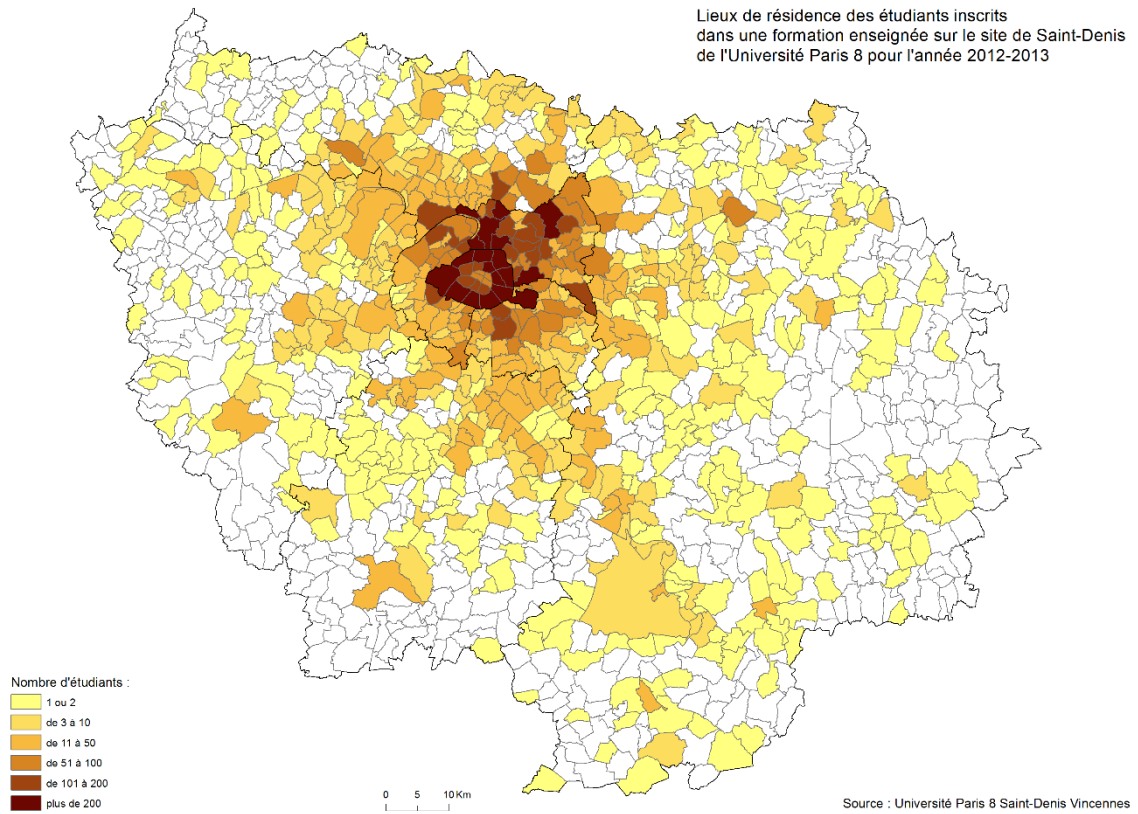 Lieux de résidence des étudiants inscrits
dans une formation enseignée sur le site de Saint-Denis
de l'Université Paris 8 pour l'année 2012-2013
Nombre d'étudiants :
1 ou 2
de 3 à 10
de 11 à 50
de 51 à 100
de 101 à 200
plus de 200
0 5 10 Km
Source : Université Paris 8 Saint-Denis Vincennes